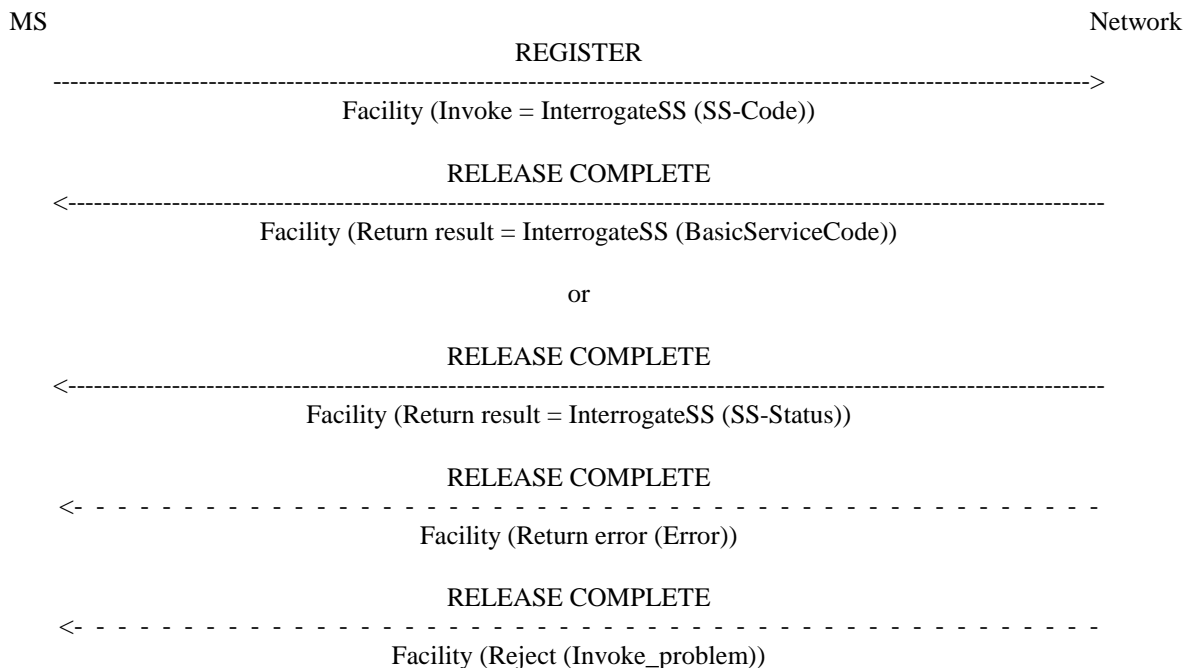 MS Network
REGISTER
Facility (Invoke = InterrogateSS (SS-Code))
RELEASE COMPLETE
Facility (Return result = InterrogateSS (BasicServiceCode))
or
RELEASE COMPLETE
Facility (Return result = InterrogateSS (SS-Status))
RELEASE COMPLETE
Facility (Return error (Error))
RELEASE COMPLETE
Facility (Reject (Invoke_problem))